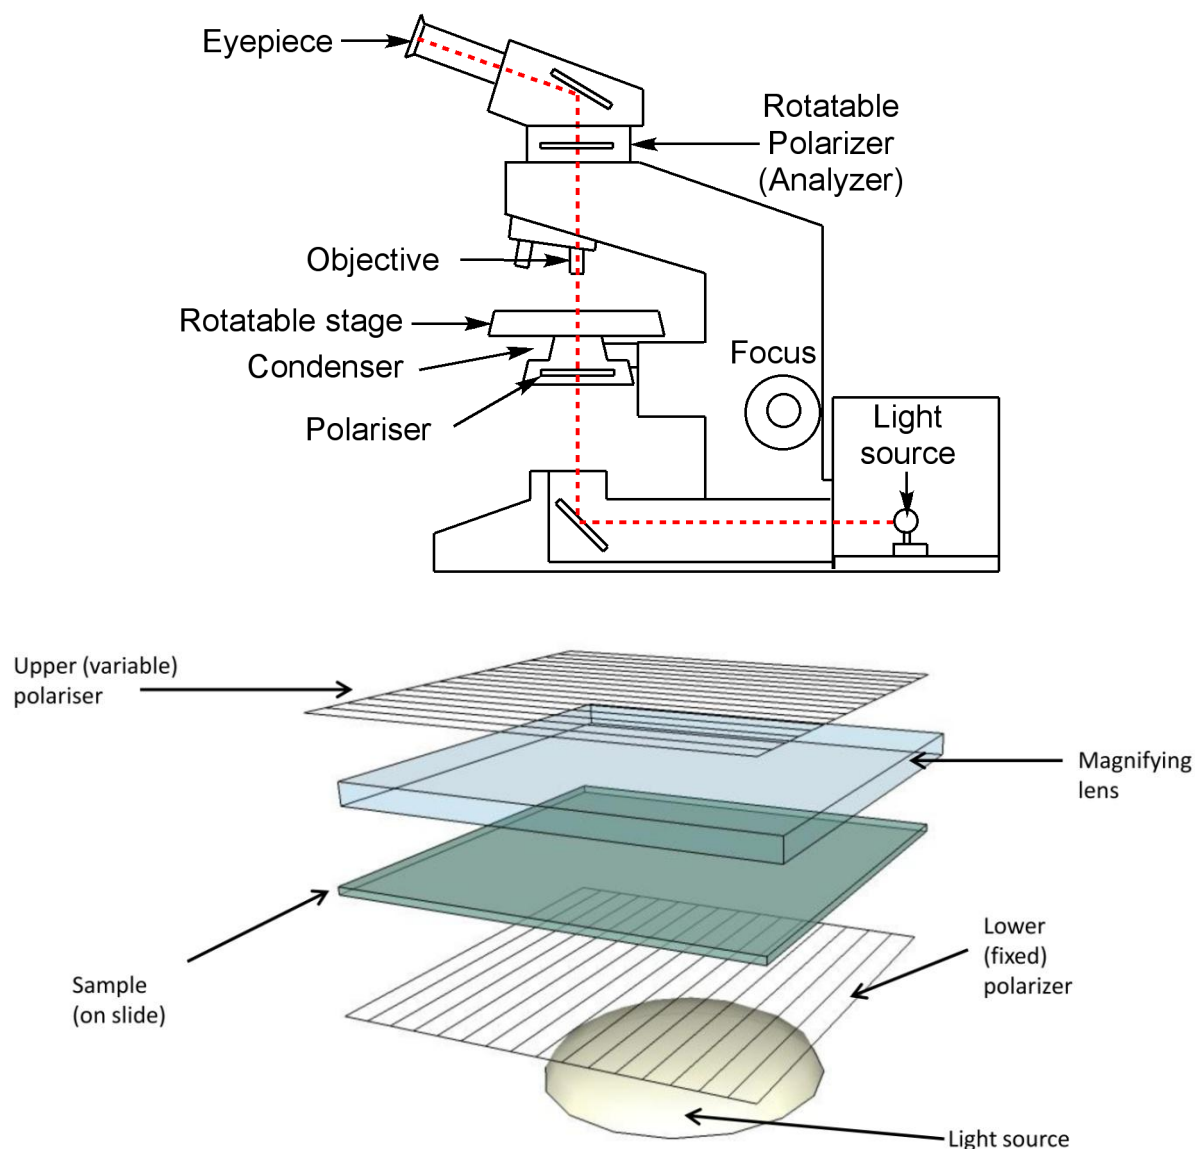 Eyepiece
Rotatable
Polarizer
(Analyzer)
Objective
Rotatable stage
Condenser
Focus
Polariser
Light
source
Upper (variable)
polariser
Magnifying
lens
Lower
(fixed)
polarizer
Sample
(on slide)
Light source